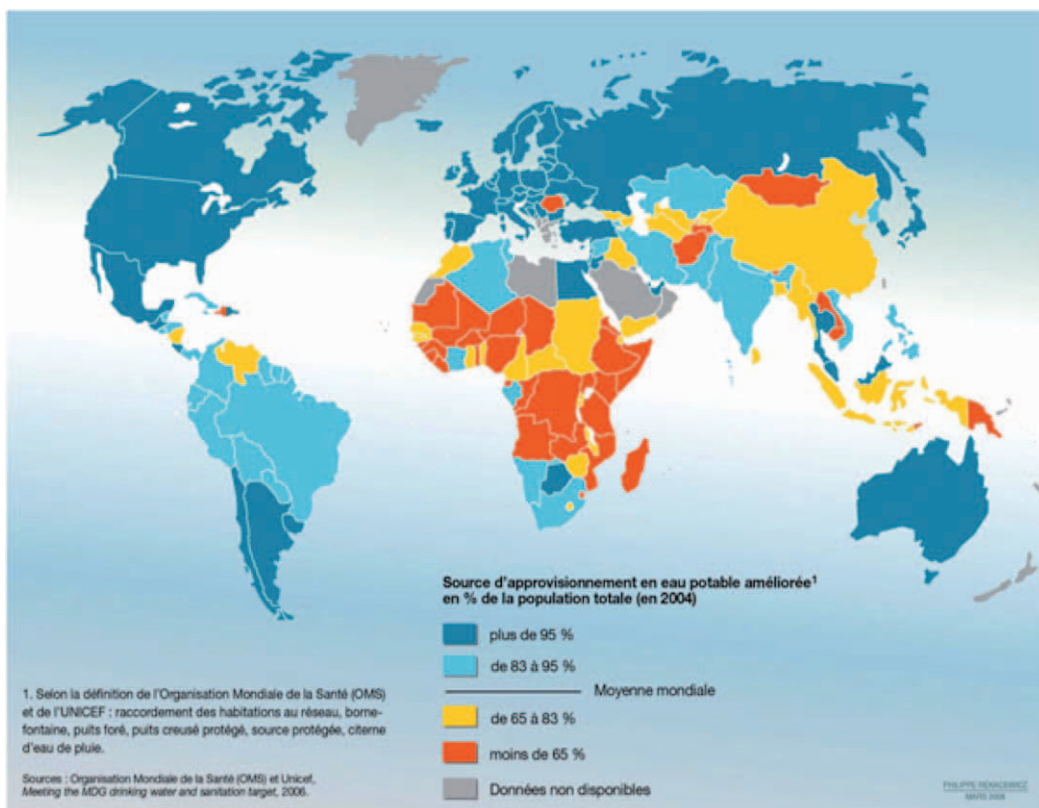 Source d'approvisionnement en eau potable améliorée¹
en % de la population totale (en 2004)
plus de 95 %
de 83 à 95 %
Moyenne mondiale
de 65 à 83 %
moins de 65 %
Données non disponibles
1. Selon la définition de l'Organisation Mondiale de la Santé (OMS)
et de l'UNICEF : raccordement des habitations au réseau, borne-
fontaine, puits foré, puits creusé protégé, source protégée, citerne
d'eau de pluie.
Sources : Organisation Mondiale de la Santé (OMS) et Unicef,
Meeting the MDG drinking water and sanitation target, 2006.
PHILIPPE REKACEWICZ